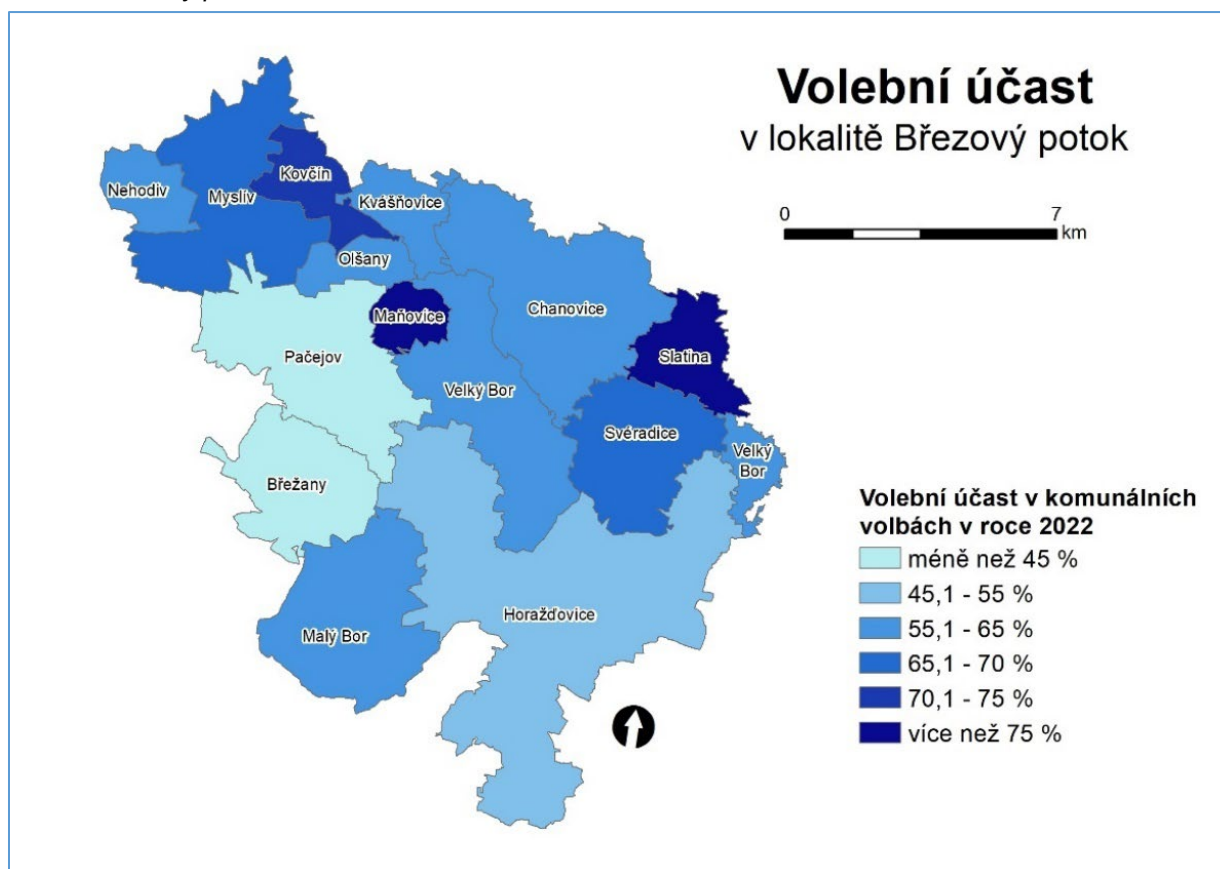 Volební účast
v lokalitě Březový potok
0 7
km
Kovčín
Nehodív
Myslív
Kvášňovice
Olšany
Maňovice
Chanovice
Pačejov
Slatina
Velký Bor
Svéradice
Velký
Bor
Břežany
Horažďovice
Malý Bor
Volební účast v komunálních
volbách v roce 2022
méně než 45 %
45,1 - 55 %
55,1 - 65 %
65,1 - 70 %
70,1 - 75 %
více než 75 %